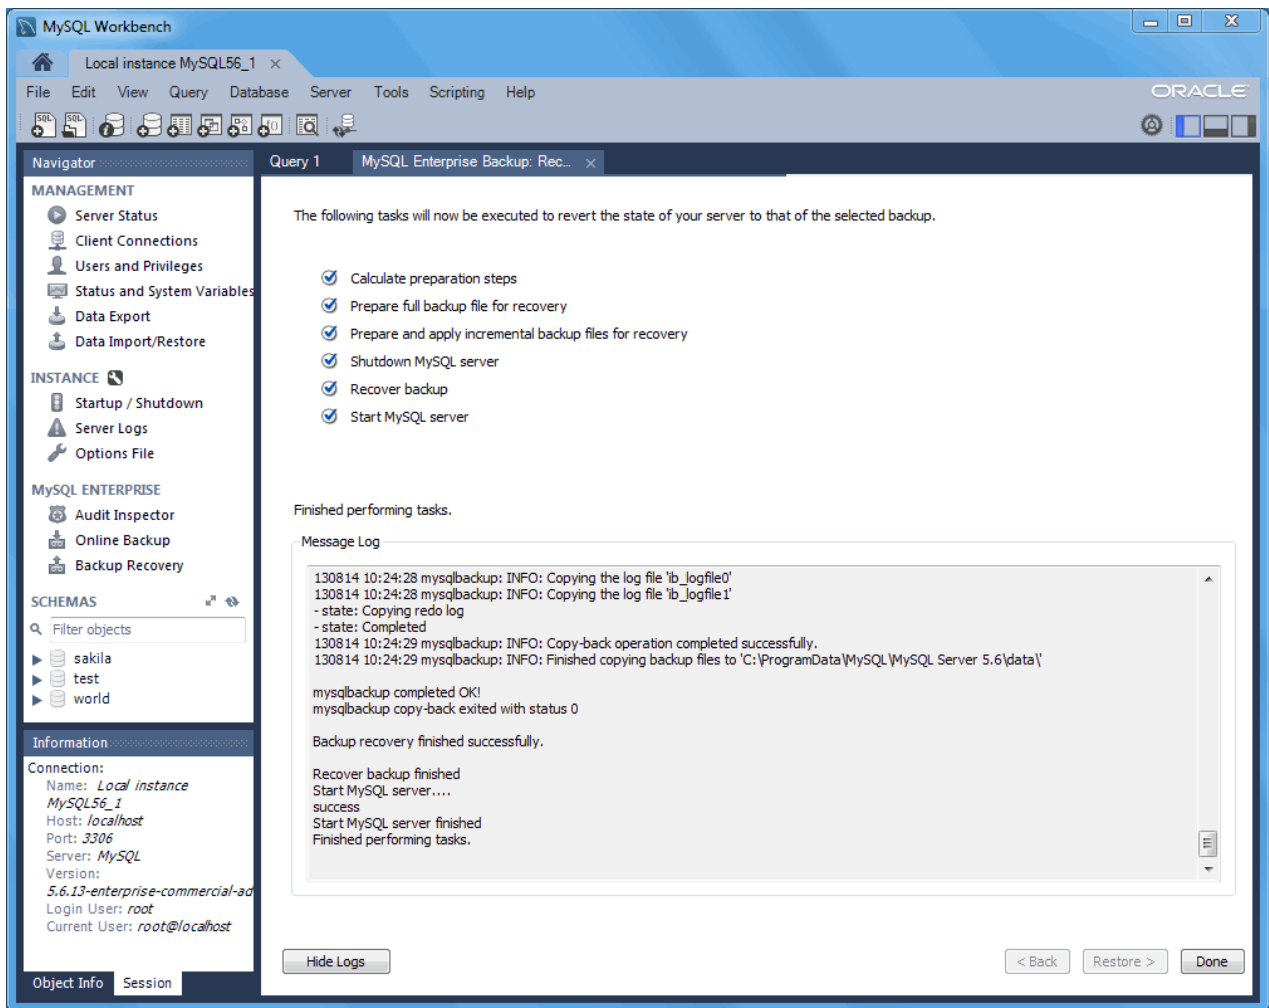 MySQL Workbench
Local instance MySQL56_1
File Edit View Query Database Server Tools Scripting Help
ORACLE
SQL SQL
Navigator
Query 1
MySQL Enterprise Backup: Rec...
MANAGEMENT
Server Status
Client Connections
Users and Privileges
Status and System Variables
Data Export
Data Import/Restore
INSTANCE
Startup / Shutdown
Server Logs
Options File
MySQL ENTERPRISE
Audit Inspector
Online Backup
Backup Recovery
SCHEMAS
Filter objects
sakila
test
world
Information
Connection:
Name: Local instance
MySQL56_1
Host: localhost
Port: 3306
Server: MySQL
Version:
5.6.13-enterprise-commercial-ad
Login User: root
Current User: root@localhost
Object Info Session
The following tasks will now be executed to revert the state of your server to that of the selected backup.
Calculate preparation steps
Prepare full backup file for recovery
Prepare and apply incremental backup files for recovery
Shutdown MySQL server
Recover backup
Start MySQL server
Finished performing tasks.
Message Log
130814 10:24:28 mysqlbackup: INFO: Copying the log file 'ib_logfile0'
130814 10:24:28 mysqlbackup: INFO: Copying the log file 'ib_logfile1'
- state: Copying redo log
- state: Completed
130814 10:24:29 mysqlbackup: INFO: Copy-back operation completed successfully.
130814 10:24:29 mysqlbackup: INFO: Finished copying backup files to 'C:\ProgramData\MySQL\MySQL Server 5.6\data\'
mysqlbackup completed OK!
mysqlbackup copy-back exited with status 0
Backup recovery finished successfully.
Recover backup finished
Start MySQL server....
success
Start MySQL server finished
Finished performing tasks.
Hide Logs
< Back
Restore >
Done